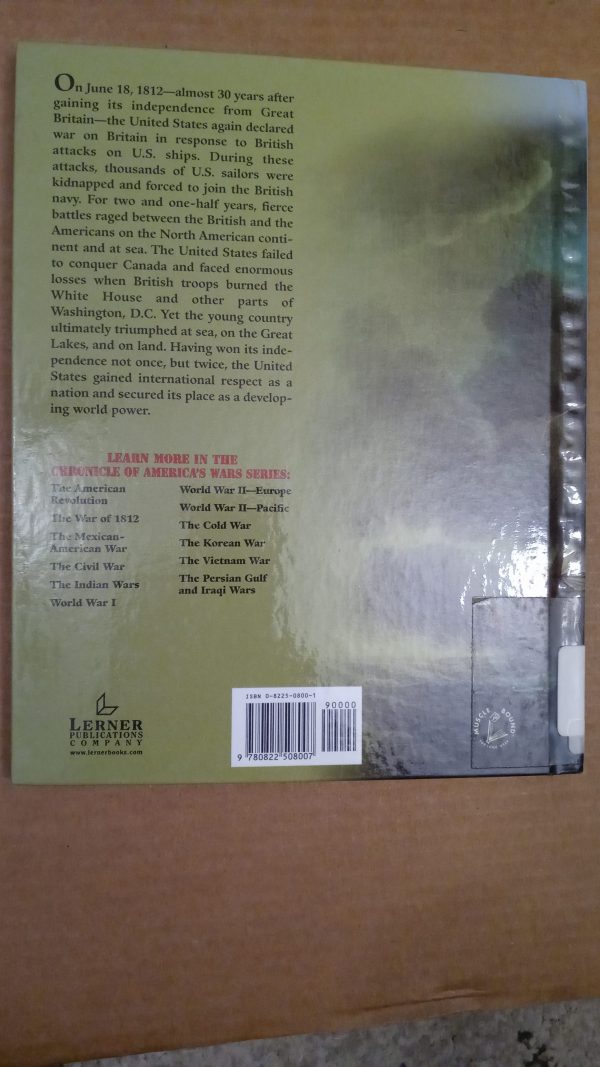 On June 18, 1812—almost 30 years after
gaining its independence from Great
Britain—the United States again declared
war on Britain in response to British
attacks on U.S. ships. During these
attacks, thousands of U.S. sailors were
kidnapped and forced to join the British
navy. For two and one-half years, fierce
battles raged between the British and the
Americans on the North American conti-
nent and at sea. The United States failed
to conquer Canada and faced enormous
losses when British troops burned the
White House and other parts of
Washington, D.C. Yet the young country
ultimately triumphed at sea, on the Great
Lakes, and on land. Having won its inde-
pendence not once, but twice, the United
States gained international respect as a
nation and secured its place as a develop-
ing world power.
LEARN MORE IN THE
CHRONICLE OF AMERICA'S WARS SERIES:
The American
Revolution
The War of 1812
The Mexican-
American War
The Civil War
The Indian Wars
World War I
World War II—Europe
World War II—Pacific
The Cold War
The Korean War
The Vietnam War
The Persian Gulf
and Iraqi Wars
LERNER
PUBLICATIONS
COMPANY
www.lernerbooks.com
ISBN 0-8225-0800-1
90000
9 780822 508007
MUSCLE BOUND